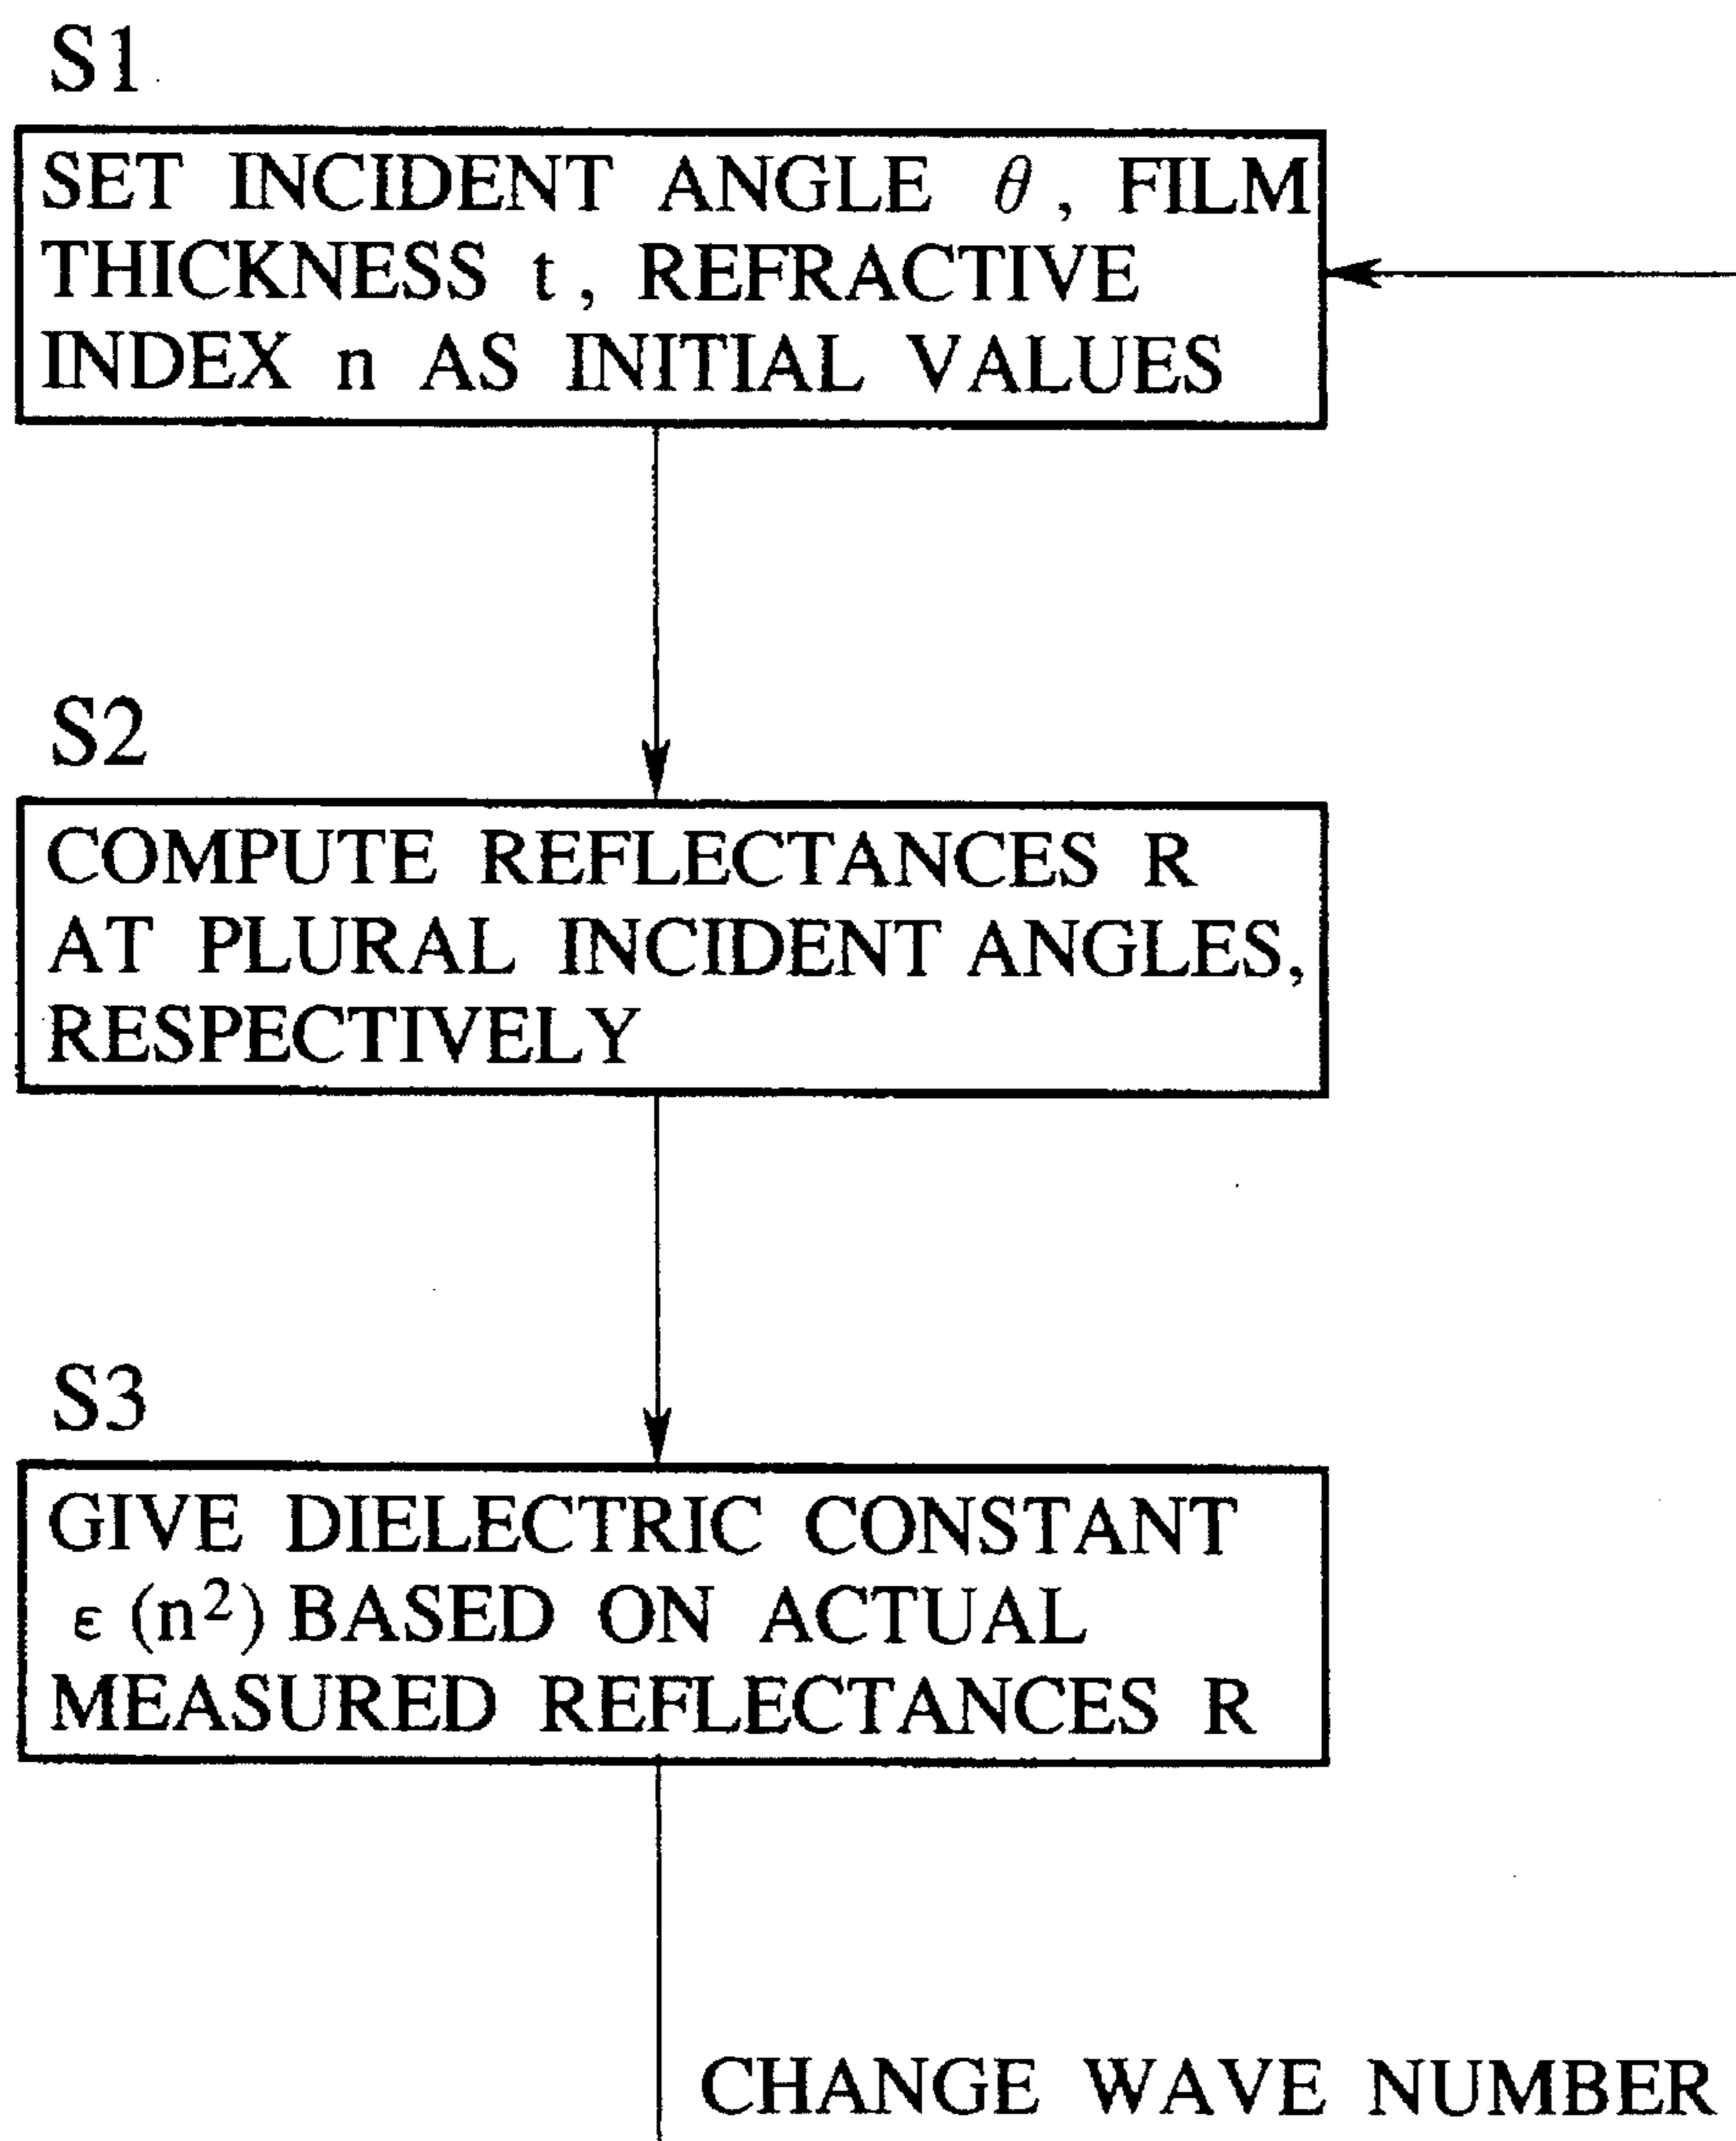 S1
SET INCIDENT ANGLE θ, FILM
THICKNESS t, REFRACTIVE
INDEX n AS INITIAL VALUES
S2
COMPUTE REFLECTANCES R
AT PLURAL INCIDENT ANGLES,
RESPECTIVELY
S3
GIVE DIELECTRIC CONSTANT
ε (n²) BASED ON ACTUAL
MEASURED REFLECTANCES R
CHANGE WAVE NUMBER